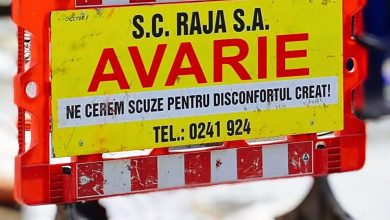 S.C. RAJA S.A.
AVARIE
NE CEREM SCUZE PENTRU DISCONFORTUL CREAT!
TEL.: 0241 924